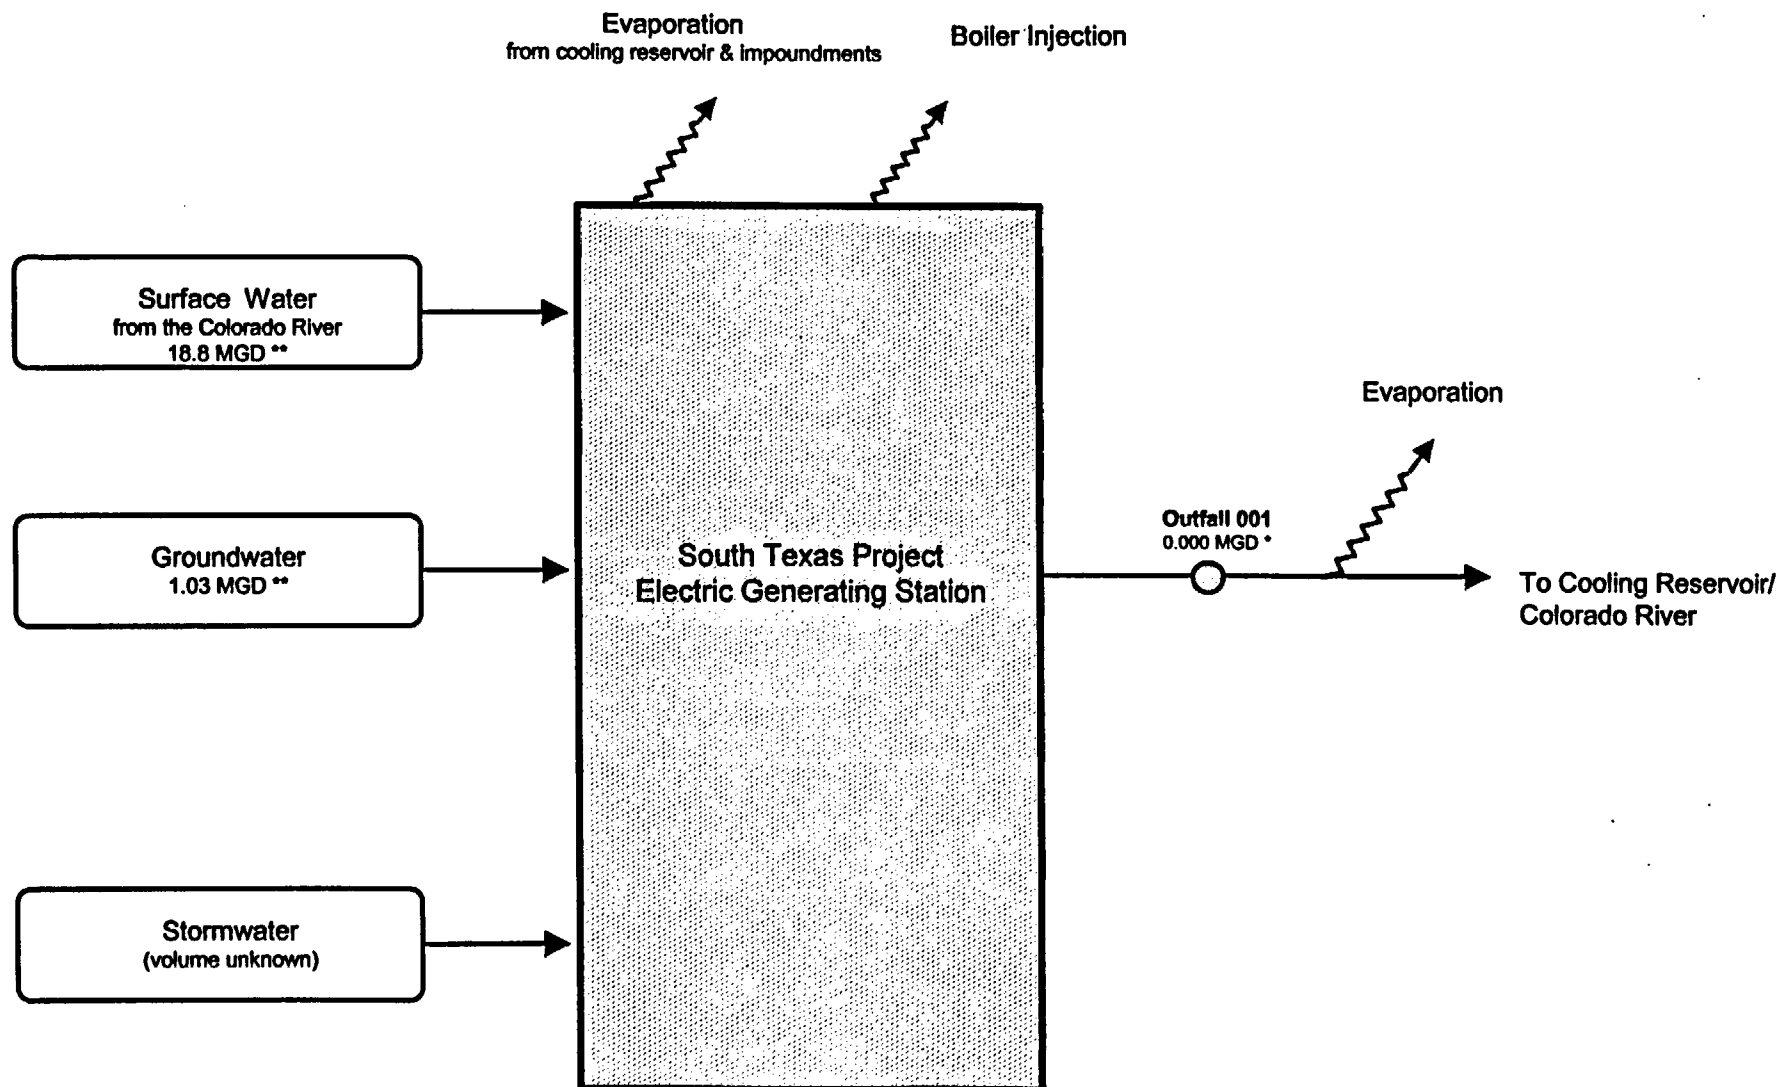 Evaporation
from cooling reservoir & impoundments
Boiler Injection
Surface Water
from the Colorado River
18.8 MGD **
Evaporation
Groundwater
1.03 MGD **
South Texas Project
Electric Generating Station
Outfall 001
0.000 MGD *
To Cooling Reservoir/
Colorado River
Stormwater
(volume unknown)